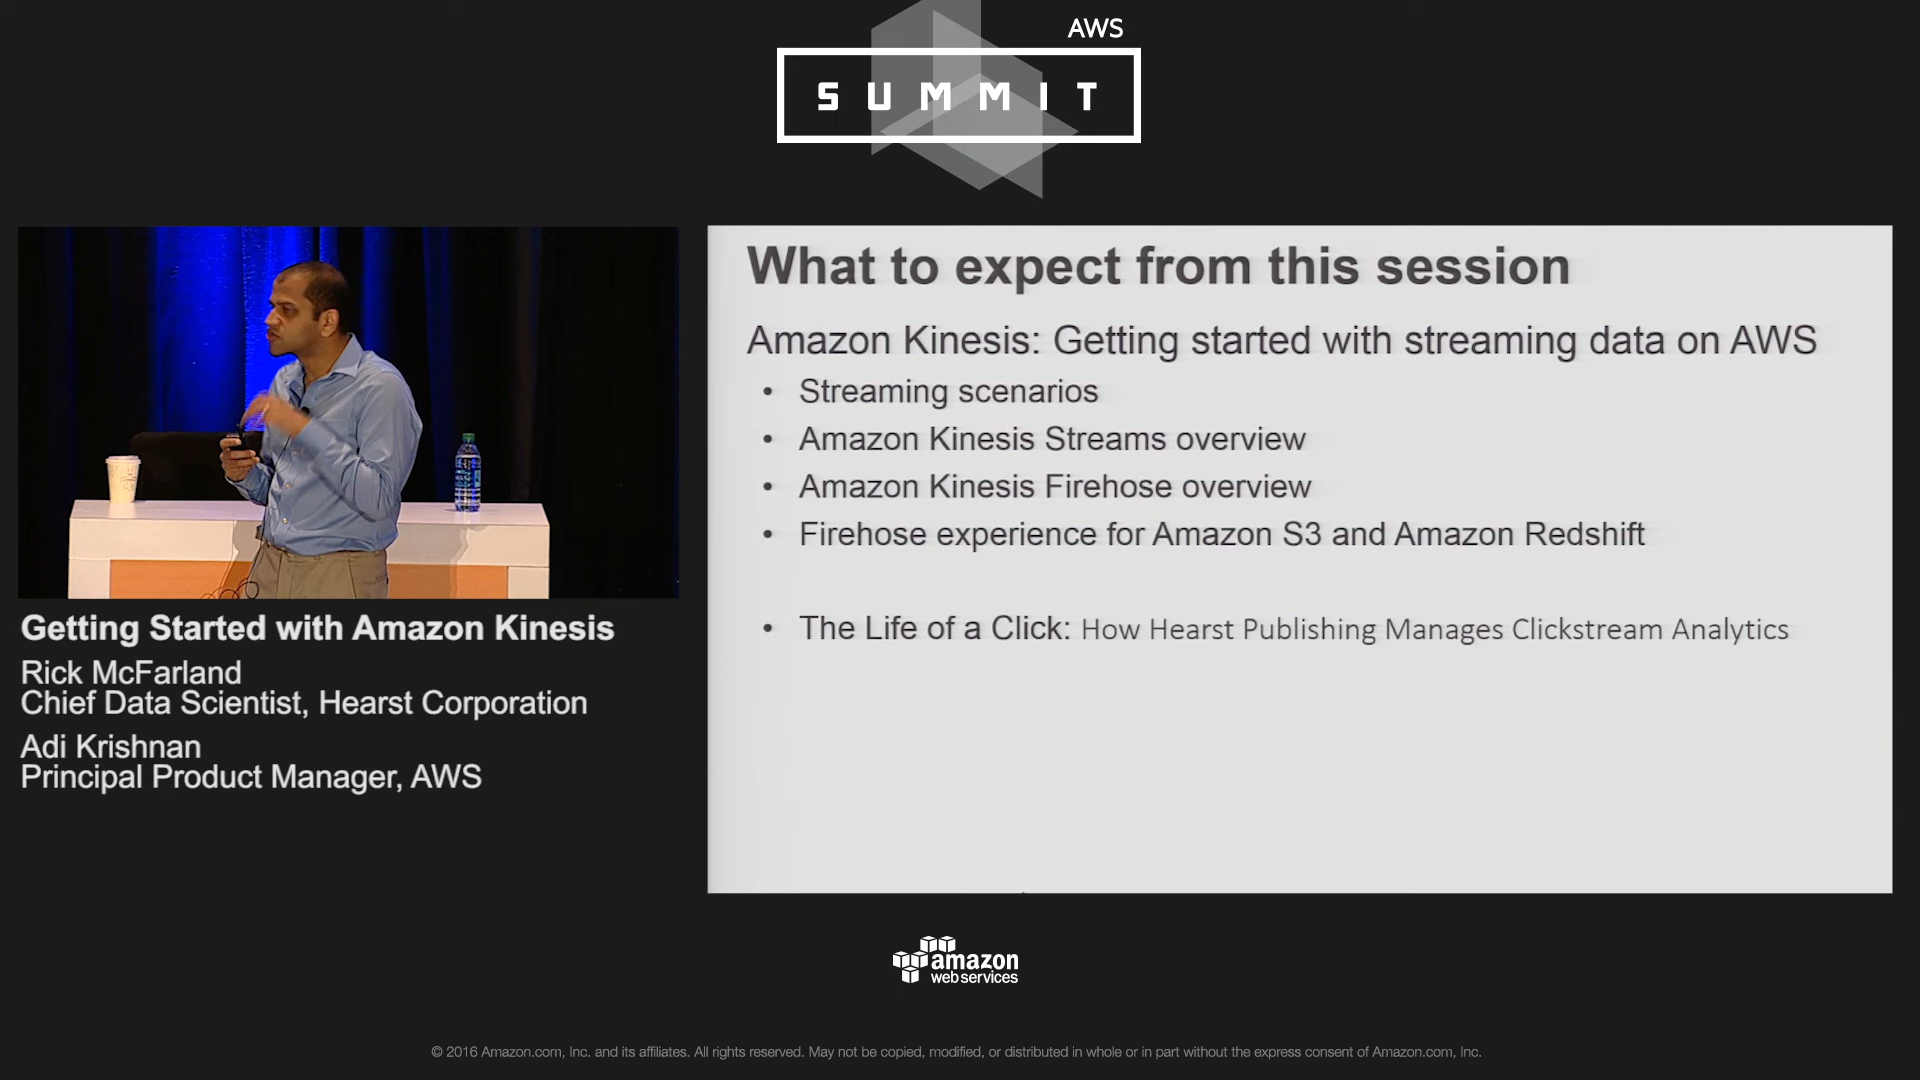 AWS
SUMMIT
What to expect from this session
Amazon Kinesis: Getting started with streaming data on AWS
• Streaming scenarios
• Amazon Kinesis Streams overview
• Amazon Kinesis Firehose overview
• Firehose experience for Amazon S3 and Amazon Redshift
• The Life of a Click: How Hearst Publishing Manages Clickstream Analytics
Getting Started with Amazon Kinesis
Rick McFarland
Chief Data Scientist, Hearst Corporation
Adi Krishnan
Principal Product Manager, AWS
amazon
webservices
© 2016 Amazon.com, Inc. and its affiliates. All rights reserved. May not be copied, modified, or distributed in whole or in part without the express consent of Amazon.com, Inc.